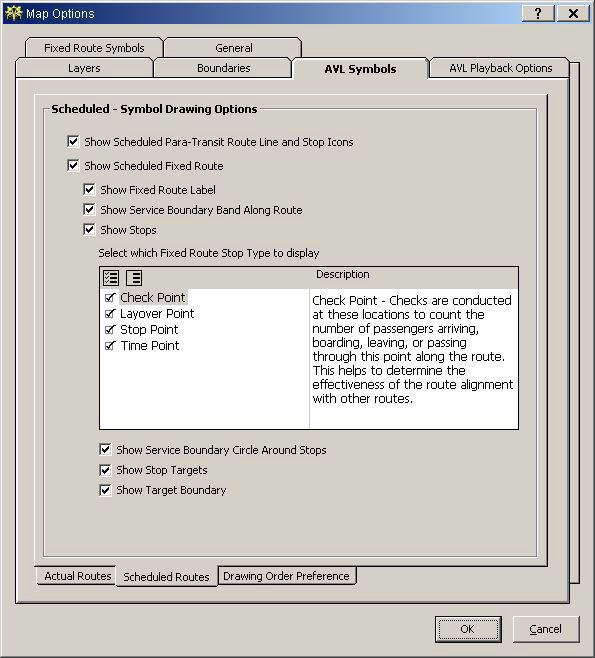 Map Options
Fixed Route Symbols
General
Layers
Boundaries
AVL Symbols
AVL Playback Options
Scheduled - Symbol Drawing Options
Show Scheduled Para-Transit Route Line and Stop Icons
Show Scheduled Fixed Route
Show Fixed Route Label
Show Service Boundary Band Along Route
Show Stops
Select which Fixed Route Stop Type to display
Description
Check Point
Layover Point
Stop Point
Time Point
Check Point - Checks are conducted
at these locations to count the
number of passengers arriving,
boarding, leaving, or passing
through this point along the route.
This helps to determine the
effectiveness of the route alignment
with other routes.
Show Service Boundary Circle Around Stops
Show Stop Targets
Show Target Boundary
Actual Routes
Scheduled Routes
Drawing Order Preference
OK
Cancel